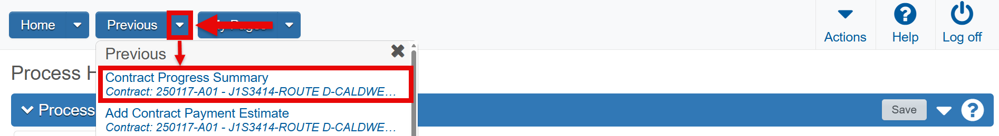 Home
Previous
Pages
Actions
Help
Log off
Previous
Process
Contract Progress Summary
Contract: 250117-A01 - J1S3414-ROUTE D-CALDWE...
Process
Save
Add Contract Payment Estimate
Contract: 250117-A01 - J1S3414-ROUTE D-CALDWE...